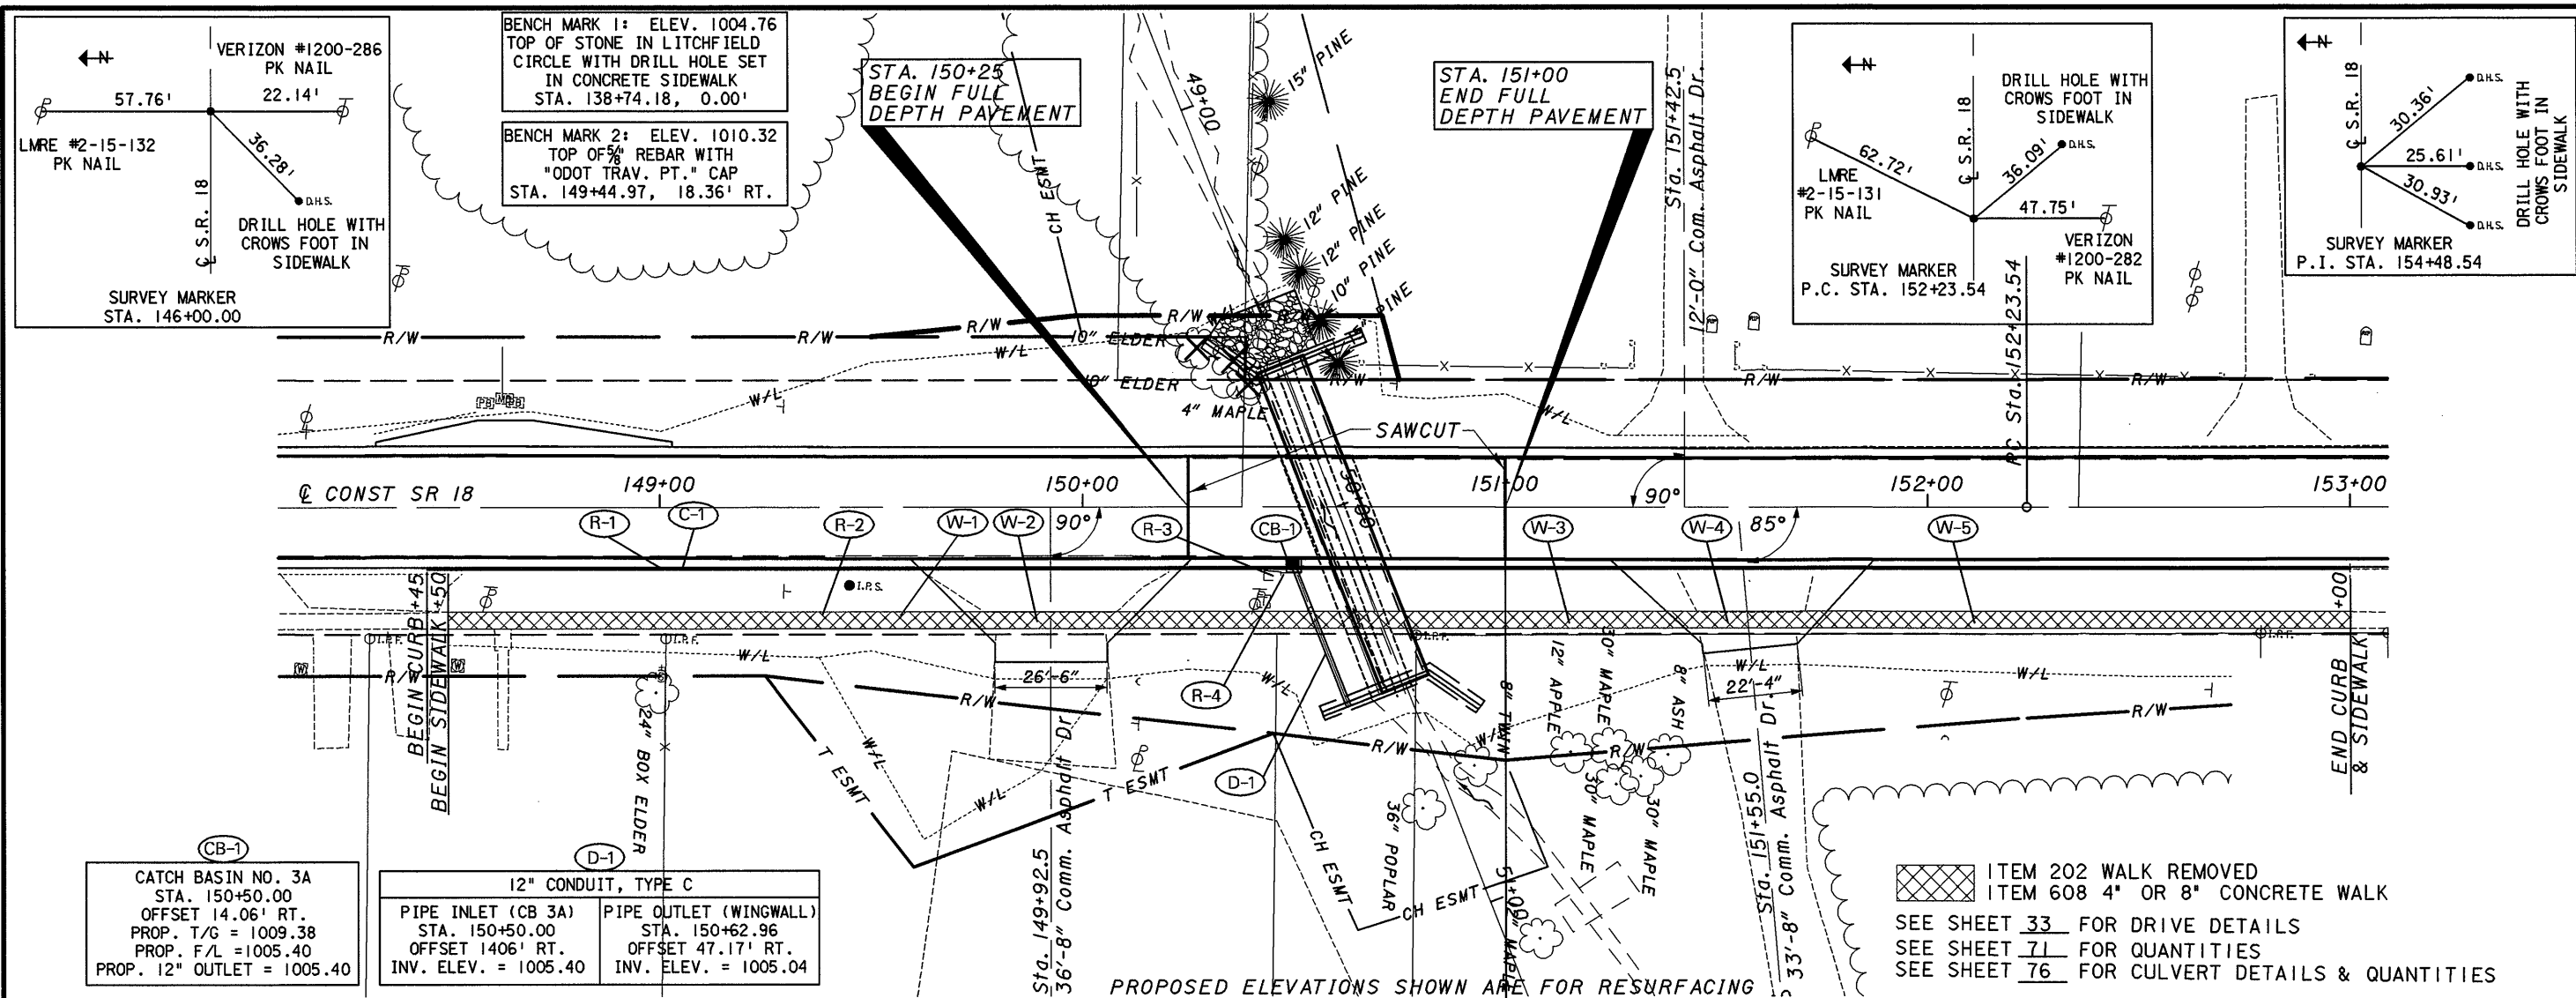 N
VERIZON #1200-286
PK NAIL
57.76'
22.14'
LMRE #2-15-132
PK NAIL
36.28'
D.H.S.
℄ S.R. 18
DRILL HOLE WITH
CROWS FOOT IN
SIDEWALK
SURVEY MARKER
STA. 146+00.00
BENCH MARK 1: ELEV. 1004.76
TOP OF STONE IN LITCHFIELD
CIRCLE WITH DRILL HOLE SET
IN CONCRETE SIDEWALK
STA. 138+74.18, 0.00'
BENCH MARK 2: ELEV. 1010.32
TOP OF 5/8" REBAR WITH
"ODOT TRAV. PT." CAP
STA. 149+44.97, 18.36' RT.
STA. 150+25
BEGIN FULL
DEPTH PAVEMENT
CH ESMT
49+00
15" PINE
12" PINE
12" PINE
10" PINE
PINE
STA. 151+00
END FULL
DEPTH PAVEMENT
Sta. 151+42.5
12'-0" Com. Asphalt Dr.
N
DRILL HOLE WITH
CROWS FOOT IN
SIDEWALK
℄ S.R. 18
62.72'
36.09'
D.H.S.
LMRE
#2-15-131
PK NAIL
47.75'
VERIZON
#1200-282
PK NAIL
SURVEY MARKER
P.C. STA. 152+23.54
N
℄ S.R. 18
30.36'
25.61'
30.93'
D.H.S.
D.H.S.
D.H.S.
DRILL HOLE WITH
CROWS FOOT IN
SIDEWALK
SURVEY MARKER
P.I. STA. 154+48.54
R/W
R/W
R/W
R/W
10" ELDER
10" ELDER
4" MAPLE
W/L
W/L
W/L
R/W
R/W
R/W
W/L
PC Sta. 152+23.54
SAWCUT
℄ CONST SR 18
149+00
150+00
50+00
151+00
152+00
153+00
90°
90°
85°
R-1
C-1
R-2
W-1
W-2
R-3
CB-1
W-3
W-4
W-5
BEGIN CURB +45
BEGIN SIDEWALK +50
I.P.S.
I.P.F.
I.P.F.
I.P.F.
I.P.F.
W
W
R/W
W/L
26'-6"
R/W
W/L
R-4
W/L
12" APPLE
30" MAPLE
8" ASH
8" TWIN
W/L
22'-4"
W/L
R/W
END CURB +00
& SIDEWALK
24" BOX ELDER
T ESMT
W/L
W/L
T ESMT
D-1
R/W
W/L
R/W
CH ESMT
36" POPLAR
CH ESMT
51+00
12" MAPLE
30" MAPLE
30" MAPLE
Sta. 149+92.5
36'-8" Comm. Asphalt Dr
Sta. 151+55.0
33'-8" Comm. Asphalt Dr.
CB-1
CATCH BASIN NO. 3A
STA. 150+50.00
OFFSET 14.06' RT.
PROP. T/G = 1009.38
PROP. F/L =1005.40
PROP. 12" OUTLET = 1005.40
D-1
12" CONDUIT, TYPE C
PIPE INLET (CB 3A)
STA. 150+50.00
OFFSET 1406' RT.
INV. ELEV. = 1005.40
PIPE OUTLET (WINGWALL)
STA. 150+62.96
OFFSET 47.17' RT.
INV. ELEV. = 1005.04
ITEM 202 WALK REMOVED
ITEM 608 4" OR 8" CONCRETE WALK
SEE SHEET 33 FOR DRIVE DETAILS
SEE SHEET 71 FOR QUANTITIES
SEE SHEET 76 FOR CULVERT DETAILS & QUANTITIES
PROPOSED ELEVATIONS SHOWN ARE FOR RESURFACING